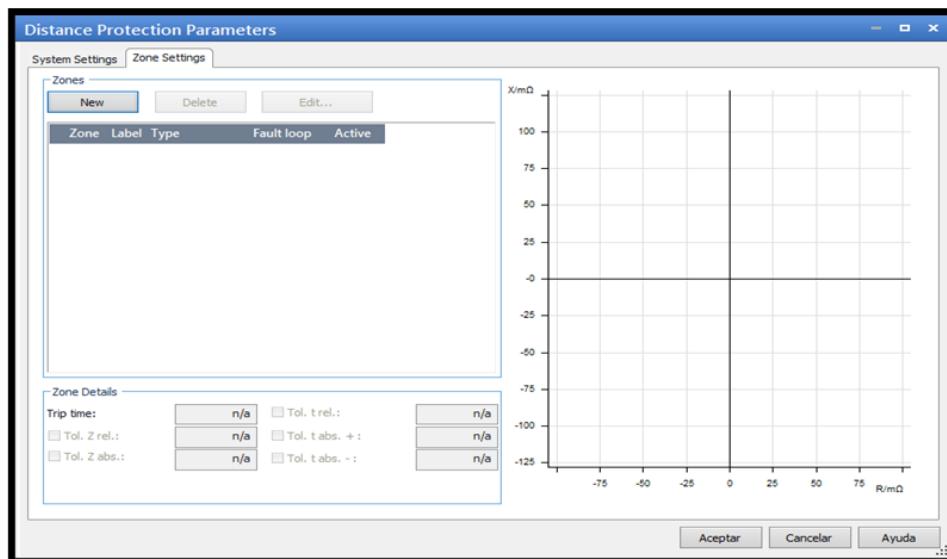 Distance Protection Parameters
System Settings Zone Settings
Zones
New Delete Edit...
Zone Label Type Fault loop Active
Zone Details
Trip time: n/a Tol. t rel.: n/a
Tol. Z rel.: n/a Tol. t abs. + : n/a
Tol. Z abs.: n/a Tol. t abs. - : n/a
X/mΩ
100
75
50
25
-0
-25
-50
-75
-100
-125
-75 -50 -25 0 25 50 75 R/mΩ
Aceptar Cancelar Ayuda